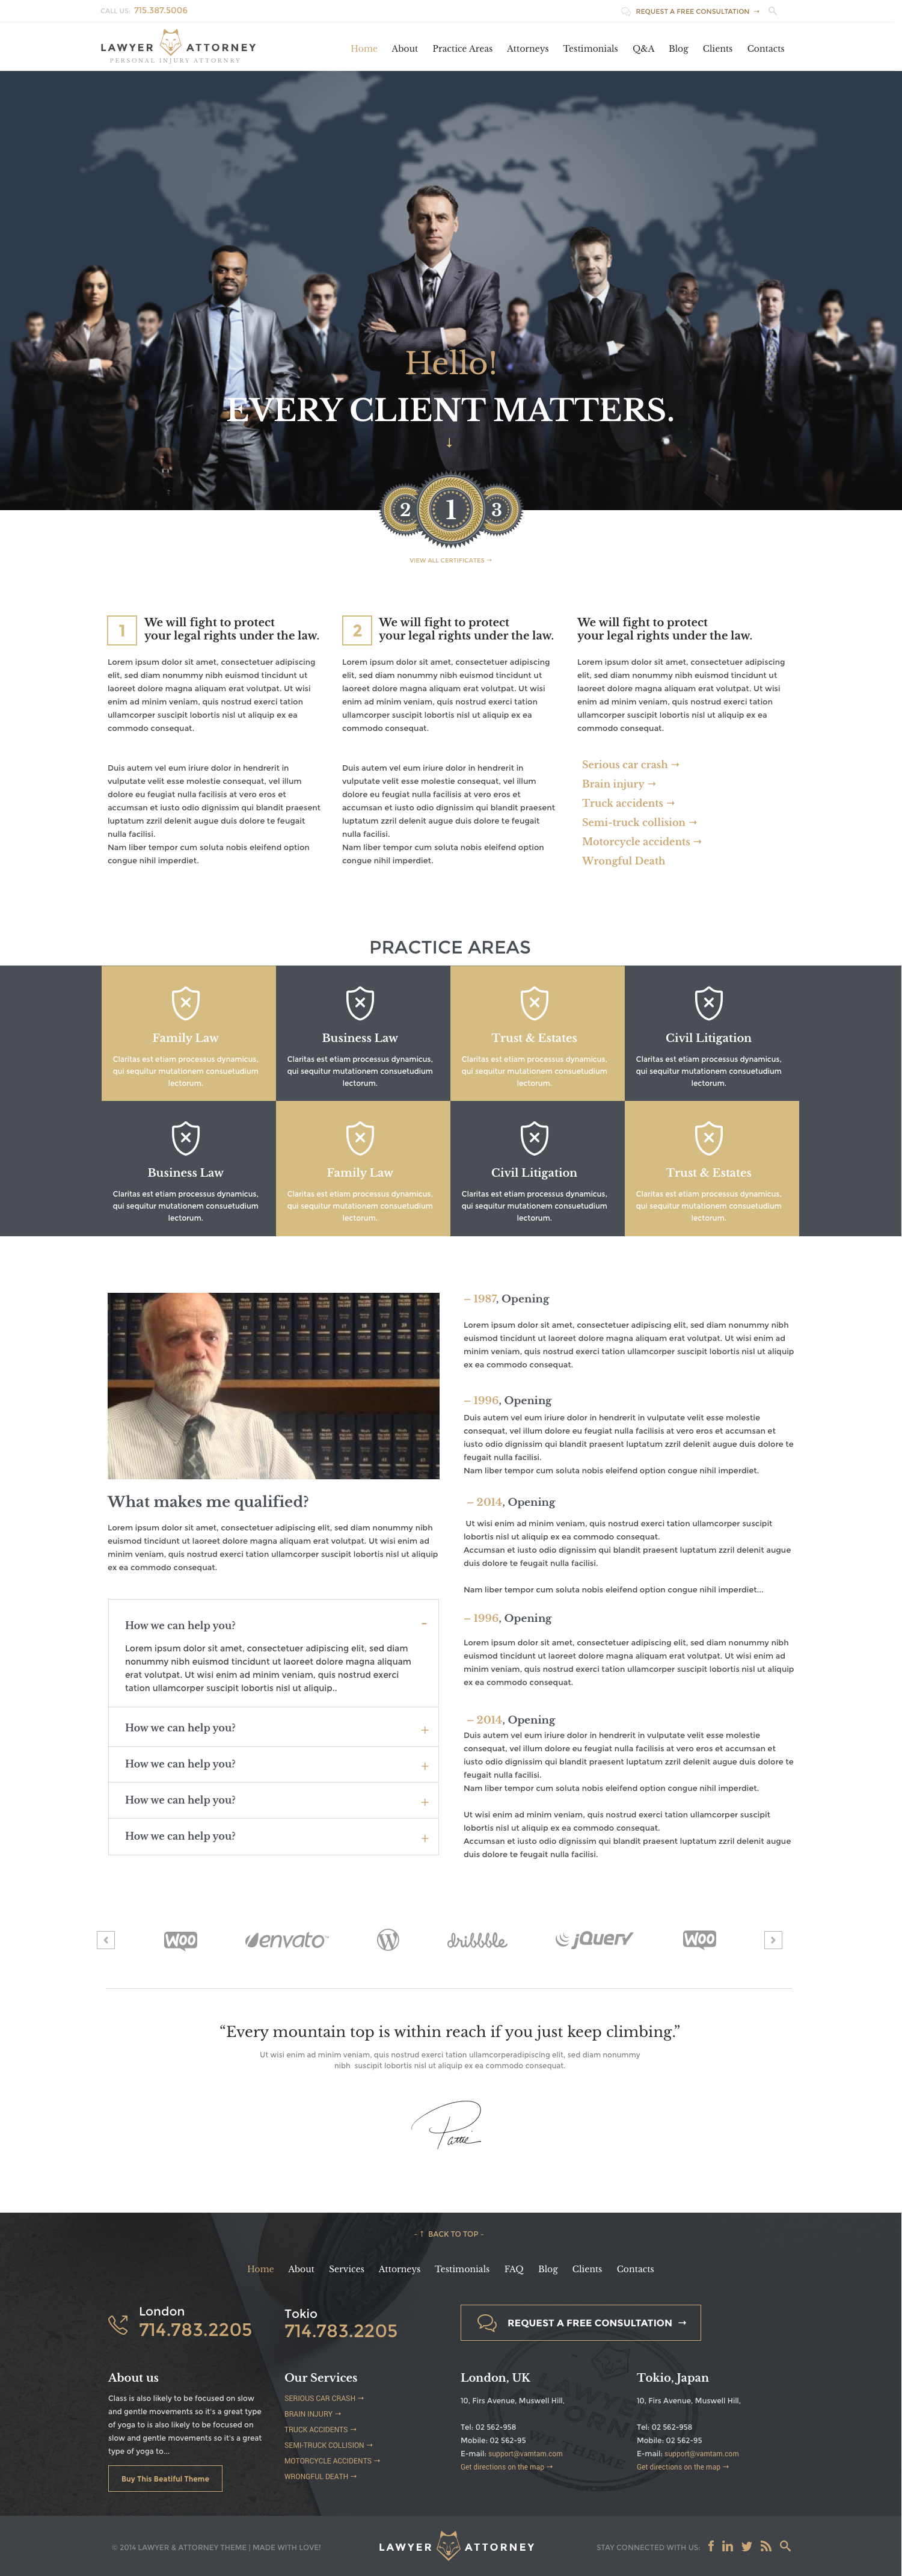 CALL US: 715.387.5006
REQUEST A FREE CONSULTATION →
LAWYER ATTORNEY
PERSONAL INJURY ATTORNRY
Home About Practice Areas Attorneys Testimonials Q&A Blog Clients Contacts
Hello!
EVERY CLIENT MATTERS.
↓
2 1 3
VIEW ALL CERTIFICATES →
1
We will fight to protect
your legal rights under the law.
Lorem ipsum dolor sit amet, consectetuer adipiscing
elit, sed diam nonummy nibh euismod tincidunt ut
laoreet dolore magna aliquam erat volutpat. Ut wisi
enim ad minim veniam, quis nostrud exerci tation
ullamcorper suscipit lobortis nisl ut aliquip ex ea
commodo consequat.
Duis autem vel eum iriure dolor in hendrerit in
vulputate velit esse molestie consequat, vel illum
dolore eu feugiat nulla facilisis at vero eros et
accumsan et iusto odio dignissim qui blandit praesent
luptatum zzril delenit augue duis dolore te feugait
nulla facilisi.
Nam liber tempor cum soluta nobis eleifend option
congue nihil imperdiet.
2
We will fight to protect
your legal rights under the law.
Lorem ipsum dolor sit amet, consectetuer adipiscing
elit, sed diam nonummy nibh euismod tincidunt ut
laoreet dolore magna aliquam erat volutpat. Ut wisi
enim ad minim veniam, quis nostrud exerci tation
ullamcorper suscipit lobortis nisl ut aliquip ex ea
commodo consequat.
Duis autem vel eum iriure dolor in hendrerit in
vulputate velit esse molestie consequat, vel illum
dolore eu feugiat nulla facilisis at vero eros et
accumsan et iusto odio dignissim qui blandit praesent
luptatum zzril delenit augue duis dolore te feugait
nulla facilisi.
Nam liber tempor cum soluta nobis eleifend option
congue nihil imperdiet.
We will fight to protect
your legal rights under the law.
Lorem ipsum dolor sit amet, consectetuer adipiscing
elit, sed diam nonummy nibh euismod tincidunt ut
laoreet dolore magna aliquam erat volutpat. Ut wisi
enim ad minim veniam, quis nostrud exerci tation
ullamcorper suscipit lobortis nisl ut aliquip ex ea
commodo consequat.
Serious car crash →
Brain injury →
Truck accidents →
Semi-truck collision →
Motorcycle accidents →
Wrongful Death
PRACTICE AREAS
Family Law
Claritas est etiam processus dynamicus,
qui sequitur mutationem consuetudium
lectorum.
Business Law
Claritas est etiam processus dynamicus,
qui sequitur mutationem consuetudium
lectorum.
Trust & Estates
Claritas est etiam processus dynamicus,
qui sequitur mutationem consuetudium
lectorum.
Civil Litigation
Claritas est etiam processus dynamicus,
qui sequitur mutationem consuetudium
lectorum.
Business Law
Claritas est etiam processus dynamicus,
qui sequitur mutationem consuetudium
lectorum.
Family Law
Claritas est etiam processus dynamicus,
qui sequitur mutationem consuetudium
lectorum.
Civil Litigation
Claritas est etiam processus dynamicus,
qui sequitur mutationem consuetudium
lectorum.
Trust & Estates
Claritas est etiam processus dynamicus,
qui sequitur mutationem consuetudium
lectorum.
What makes me qualified?
Lorem ipsum dolor sit amet, consectetuer adipiscing elit, sed diam nonummy nibh
euismod tincidunt ut laoreet dolore magna aliquam erat volutpat. Ut wisi enim ad
minim veniam, quis nostrud exerci tation ullamcorper suscipit lobortis nisl ut aliquip
ex ea commodo consequat.
How we can help you? -
Lorem ipsum dolor sit amet, consectetuer adipiscing elit, sed diam
nonummy nibh euismod tincidunt ut laoreet dolore magna aliquam
erat volutpat. Ut wisi enim ad minim veniam, quis nostrud exerci
tation ullamcorper suscipit lobortis nisl ut aliquip..
How we can help you? +
How we can help you? +
How we can help you? +
How we can help you? +
– 1987, Opening
Lorem ipsum dolor sit amet, consectetuer adipiscing elit, sed diam nonummy nibh
euismod tincidunt ut laoreet dolore magna aliquam erat volutpat. Ut wisi enim ad
minim veniam, quis nostrud exerci tation ullamcorper suscipit lobortis nisl ut aliquip
ex ea commodo consequat.
– 1996, Opening
Duis autem vel eum iriure dolor in hendrerit in vulputate velit esse molestie
consequat, vel illum dolore eu feugiat nulla facilisis at vero eros et accumsan et
iusto odio dignissim qui blandit praesent luptatum zzril delenit augue duis dolore te
feugait nulla facilisi.
Nam liber tempor cum soluta nobis eleifend option congue nihil imperdiet.
– 2014, Opening
Ut wisi enim ad minim veniam, quis nostrud exerci tation ullamcorper suscipit
lobortis nisl ut aliquip ex ea commodo consequat.
Accumsan et iusto odio dignissim qui blandit praesent luptatum zzril delenit augue
duis dolore te feugait nulla facilisi.
Nam liber tempor cum soluta nobis eleifend option congue nihil imperdiet...
– 1996, Opening
Lorem ipsum dolor sit amet, consectetuer adipiscing elit, sed diam nonummy nibh
euismod tincidunt ut laoreet dolore magna aliquam erat volutpat. Ut wisi enim ad
minim veniam, quis nostrud exerci tation ullamcorper suscipit lobortis nisl ut aliquip
ex ea commodo consequat.
– 2014, Opening
Duis autem vel eum iriure dolor in hendrerit in vulputate velit esse molestie
consequat, vel illum dolore eu feugiat nulla facilisis at vero eros et accumsan et
iusto odio dignissim qui blandit praesent luptatum zzril delenit augue duis dolore te
feugait nulla facilisi.
Nam liber tempor cum soluta nobis eleifend option congue nihil imperdiet.
Ut wisi enim ad minim veniam, quis nostrud exerci tation ullamcorper suscipit
lobortis nisl ut aliquip ex ea commodo consequat.
Accumsan et iusto odio dignissim qui blandit praesent luptatum zzril delenit augue
duis dolore te feugait nulla facilisi.
WOO envato dribbble jQuery WOO
“Every mountain top is within reach if you just keep climbing.”
Ut wisi enim ad minim veniam, quis nostrud exerci tation ullamcorperadipiscing elit, sed diam nonummy
nibh suscipit lobortis nisl ut aliquip ex ea commodo consequat.
Pattie
- ↑ BACK TO TOP -
Home About Services Attorneys Testimonials FAQ Blog Clients Contacts
London
714.783.2205
Tokio
714.783.2205
REQUEST A FREE CONSULTATION →
About us
Class is also likely to be focused on slow
and gentle movements so it's a great type
of yoga to is also likely to be focused on
slow and gentle movements so it's a great
type of yoga to...
Buy This Beatiful Theme
Our Services
SERIOUS CAR CRASH →
BRAIN INJURY →
TRUCK ACCIDENTS →
SEMI-TRUCK COLLISION →
MOTORCYCLE ACCIDENTS →
WRONGFUL DEATH →
London, UK
10, Firs Avenue, Muswell Hill,
Tel: 02 562-958
Mobile: 02 562-95
E-mail: support@vamtam.com
Get directions on the map →
Tokio, Japan
10, Firs Avenue, Muswell Hill,
Tel: 02 562-958
Mobile: 02 562-95
E-mail: support@vamtam.com
Get directions on the map →
© 2014 LAWYER & ATTORNEY THEME | MADE WITH LOVE!
LAWYER ATTORNEY
STAY CONNECTED WITH US: